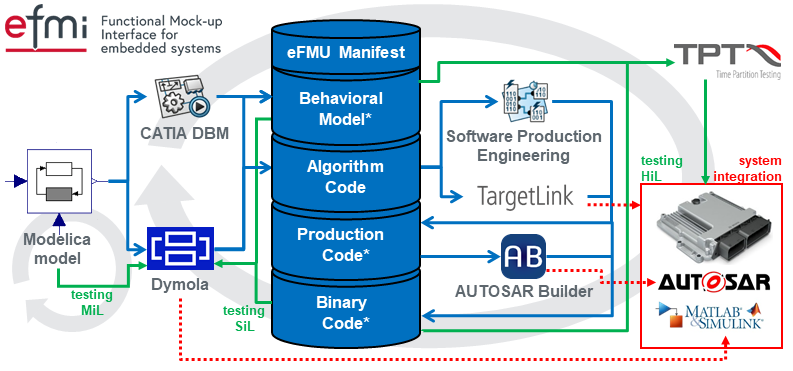 efmi
Functional Mock-up
Interface for
embedded systems
eFMU Manifest
Behavioral
Model*
Algorithm
Code
Production
Code*
Binary
Code*
CATIA DBM
Modelica
model
Dymola
testing
MiL
testing
SiL
Software Production
Engineering
TargetLink
AB
AUTOSAR Builder
TPT
Time Partition Testing
testing
HiL
system
integration
AUTOSAR
MATLAB
&SIMULINK®